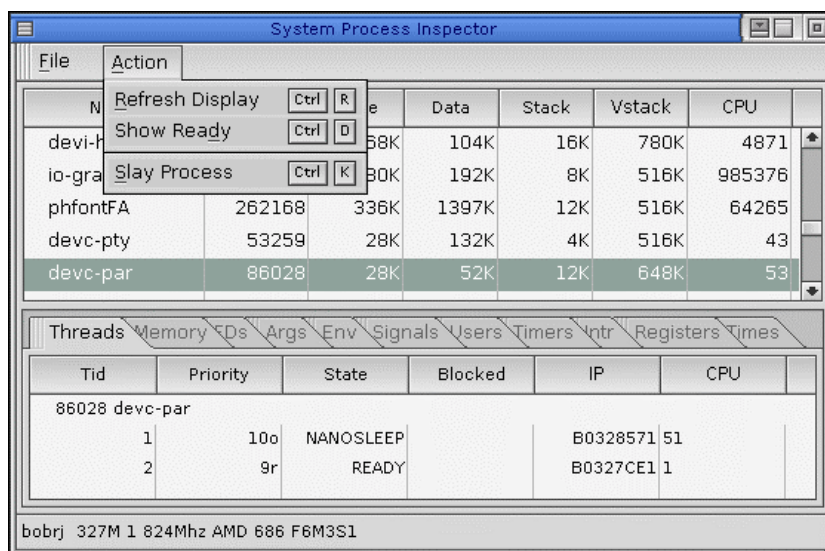 System Process Inspector
File Action
Refresh Display Ctrl R
Show Ready Ctrl D
Slay Process Ctrl K
N e Data Stack Vstack CPU
devi-h 68K 104K 16K 780K 4871
io-gra 80K 192K 8K 516K 985376
phfontFA 262168 336K 1397K 12K 516K 64265
devc-pty 53259 28K 132K 4K 516K 43
devc-par 86028 28K 52K 12K 648K 53
Threads Memory FDs Args Env Signals Users Timers Intr Registers Times
Tid Priority State Blocked IP CPU
86028 devc-par
1 10o NANOSLEEP B0328571 51
2 9r READY B0327CE1 1
bobrj 327M 1 824Mhz AMD 686 F6M3S1